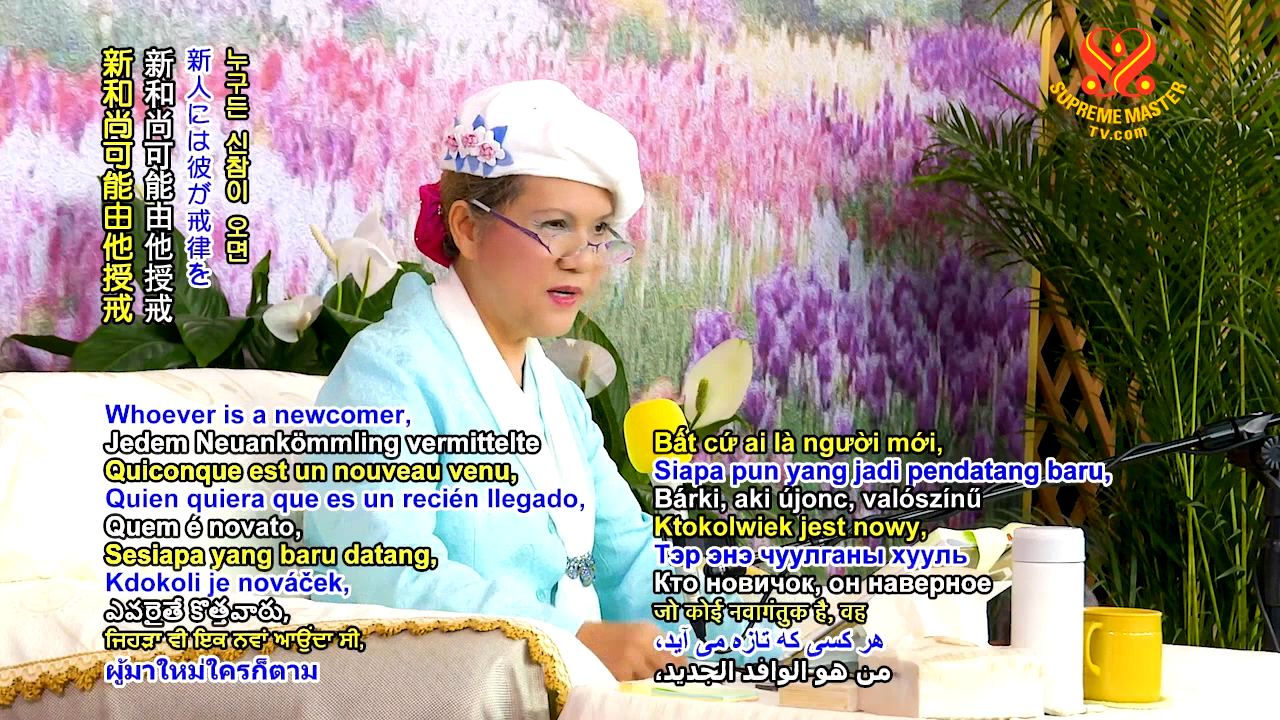 SUPREME MASTER
TV.com
新和尚可能由他授戒
新和尚可能由他授戒
新人には彼が戒律を
누구든 신참이 오면
Whoever is a newcomer,
Jedem Neuankömmling vermittelte
Quiconque est un nouveau venu,
Quien quiera que es un recién llegado,
Quem é novato,
Sesiapa yang baru datang,
Kdokoli je nováček,
ఎవరైతే కొత్తవారు,
ਜਿਹੜਾ ਵੀ ਇਕ ਨਵਾਂ ਆਉਂਦਾ ਸੀ,
ผู้มาใหม่ใครก็ตาม
Bất cứ ai là người mới,
Siapa pun yang jadi pendatang baru,
Bárki, aki újonc, valószínű
Ktokolwiek jest nowy,
Тэр энэ чуулганы хууль
Кто новичок, он наверное
जो कोई नवागंतुक है, वह
هر کسی که تازه می آید،
من هو الوافد الجديد،